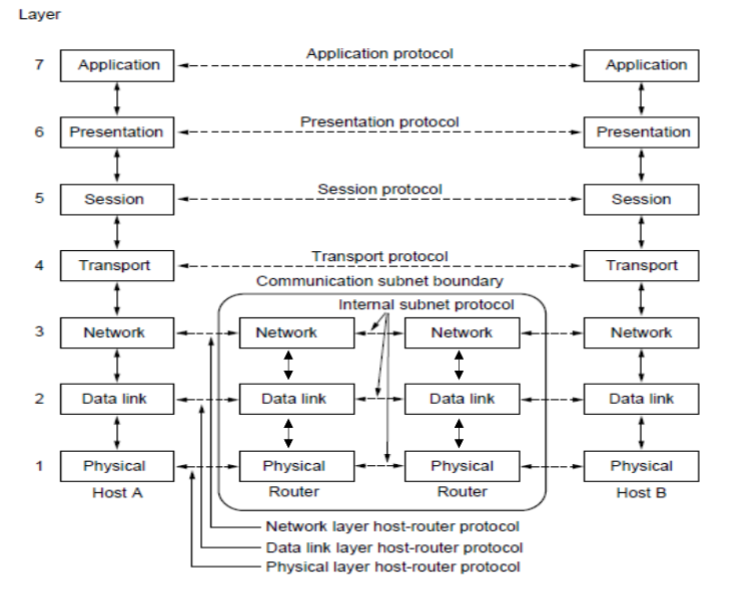 Layer
Application protocol
7 Application Application
Presentation protocol
6 Presentation Presentation
Session protocol
5 Session Session
Transport protocol
4 Transport Transport
Communication subnet boundary
Internal subnet protocol
3 Network Network Network Network
2 Data link Data link Data link Data link
1 Physical Physical Physical Physical
Host A Router Router Host B
Network layer host-router protocol
Data link layer host-router protocol
Physical layer host-router protocol